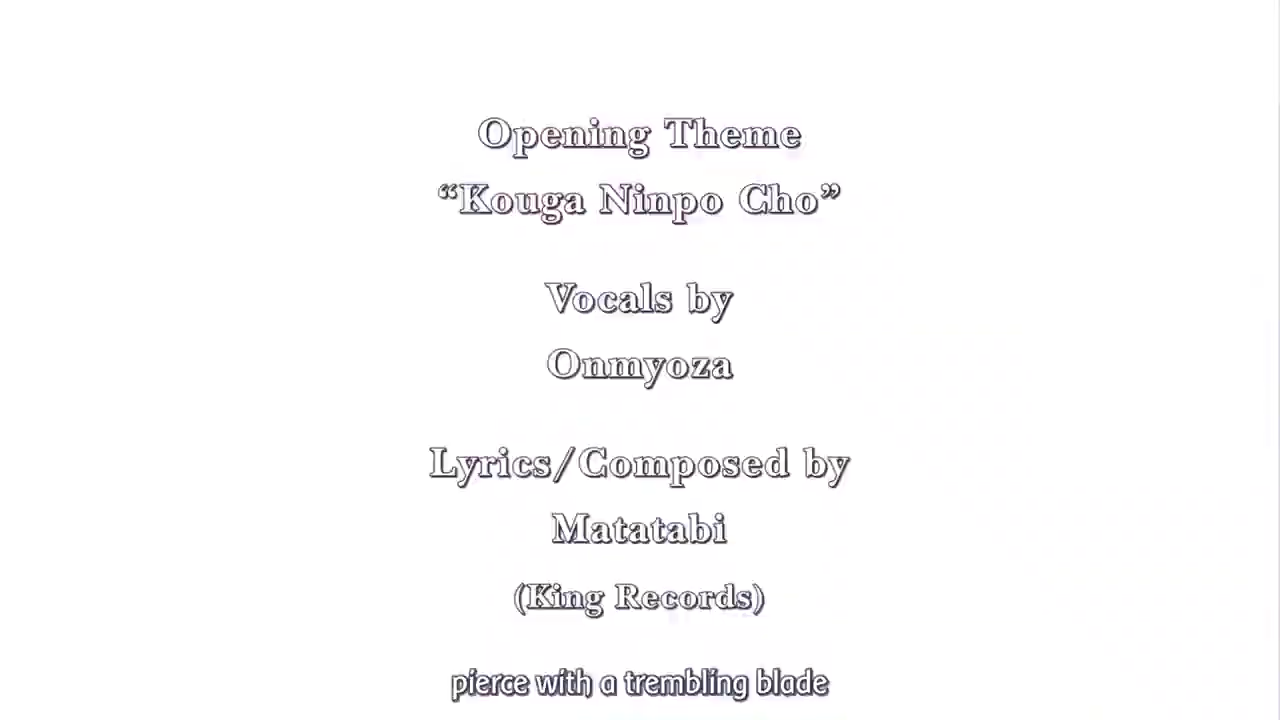 Opening Theme
“Kouga Ninpo Cho”
Vocals by
Onmyoza
Lyrics/Composed by
Matatabi
(King Records)
pierce with a trembling blade